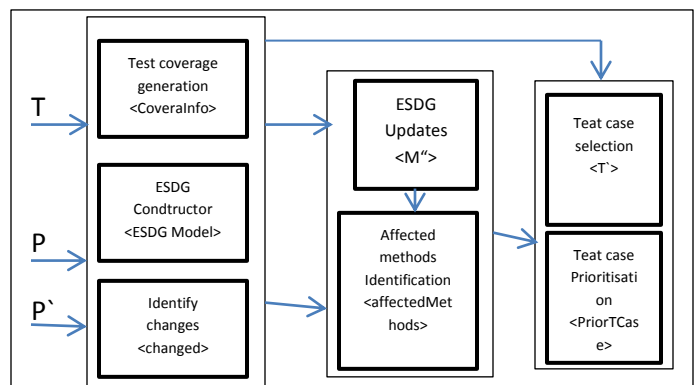 T
P
P`
Test coverage
generation
<CoveraInfo>
ESDG
Condtructor
<ESDG Model>
Identify
changes
<changed>
ESDG
Updates
<M“>
Affected
methods
Identification
<affectedMet
hods>
Teat case
selection
<T`>
Teat case
Prioritisati
on
<PriorTCas
e>